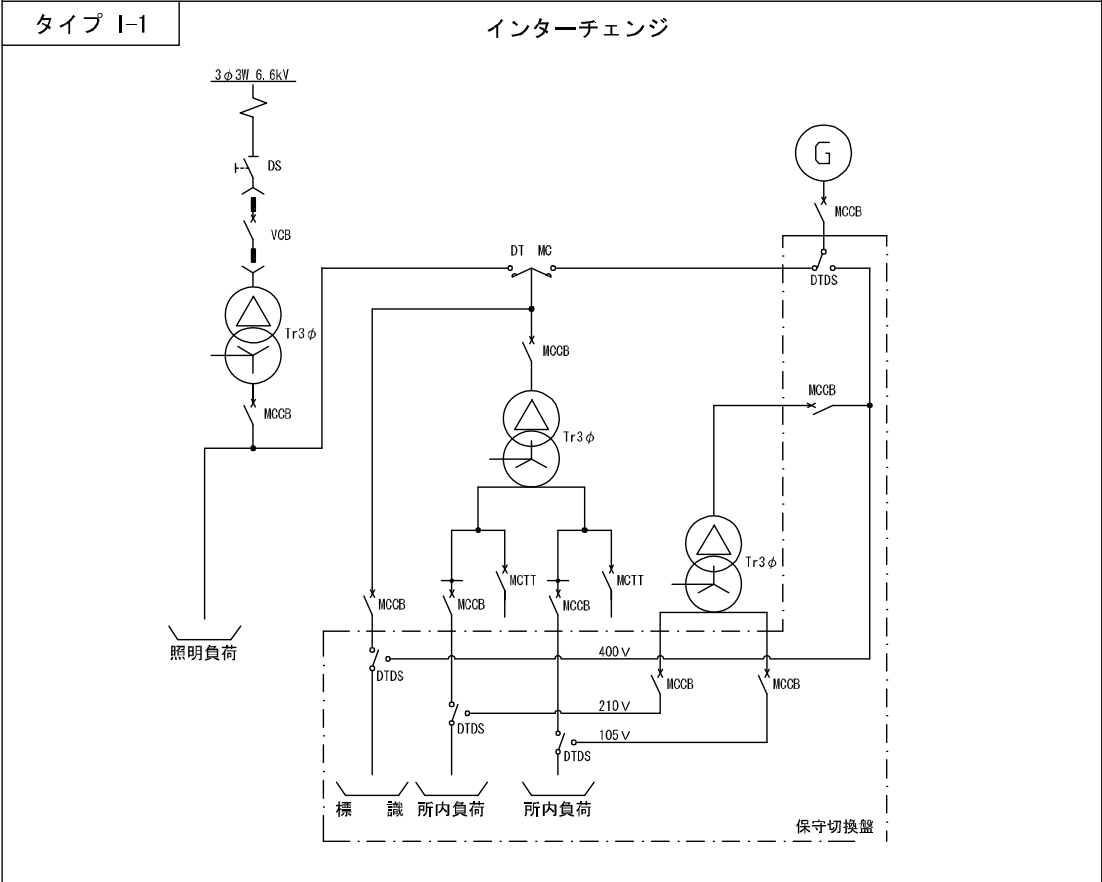 タイプ I-1
インターチェンジ
3φ3W 6.6kV
DS
VCB
Tr3φ
MCCB
G
MCCB
DTDS
DT MC
MCCB
Tr3φ
MCCB
Tr3φ
MCCB
MCCB
MCTT
MCCB
MCTT
照明負荷
400V
DTDS
MCCB
MCCB
210V
DTDS
105V
DTDS
標 識
所内負荷
所内負荷
保守切換盤